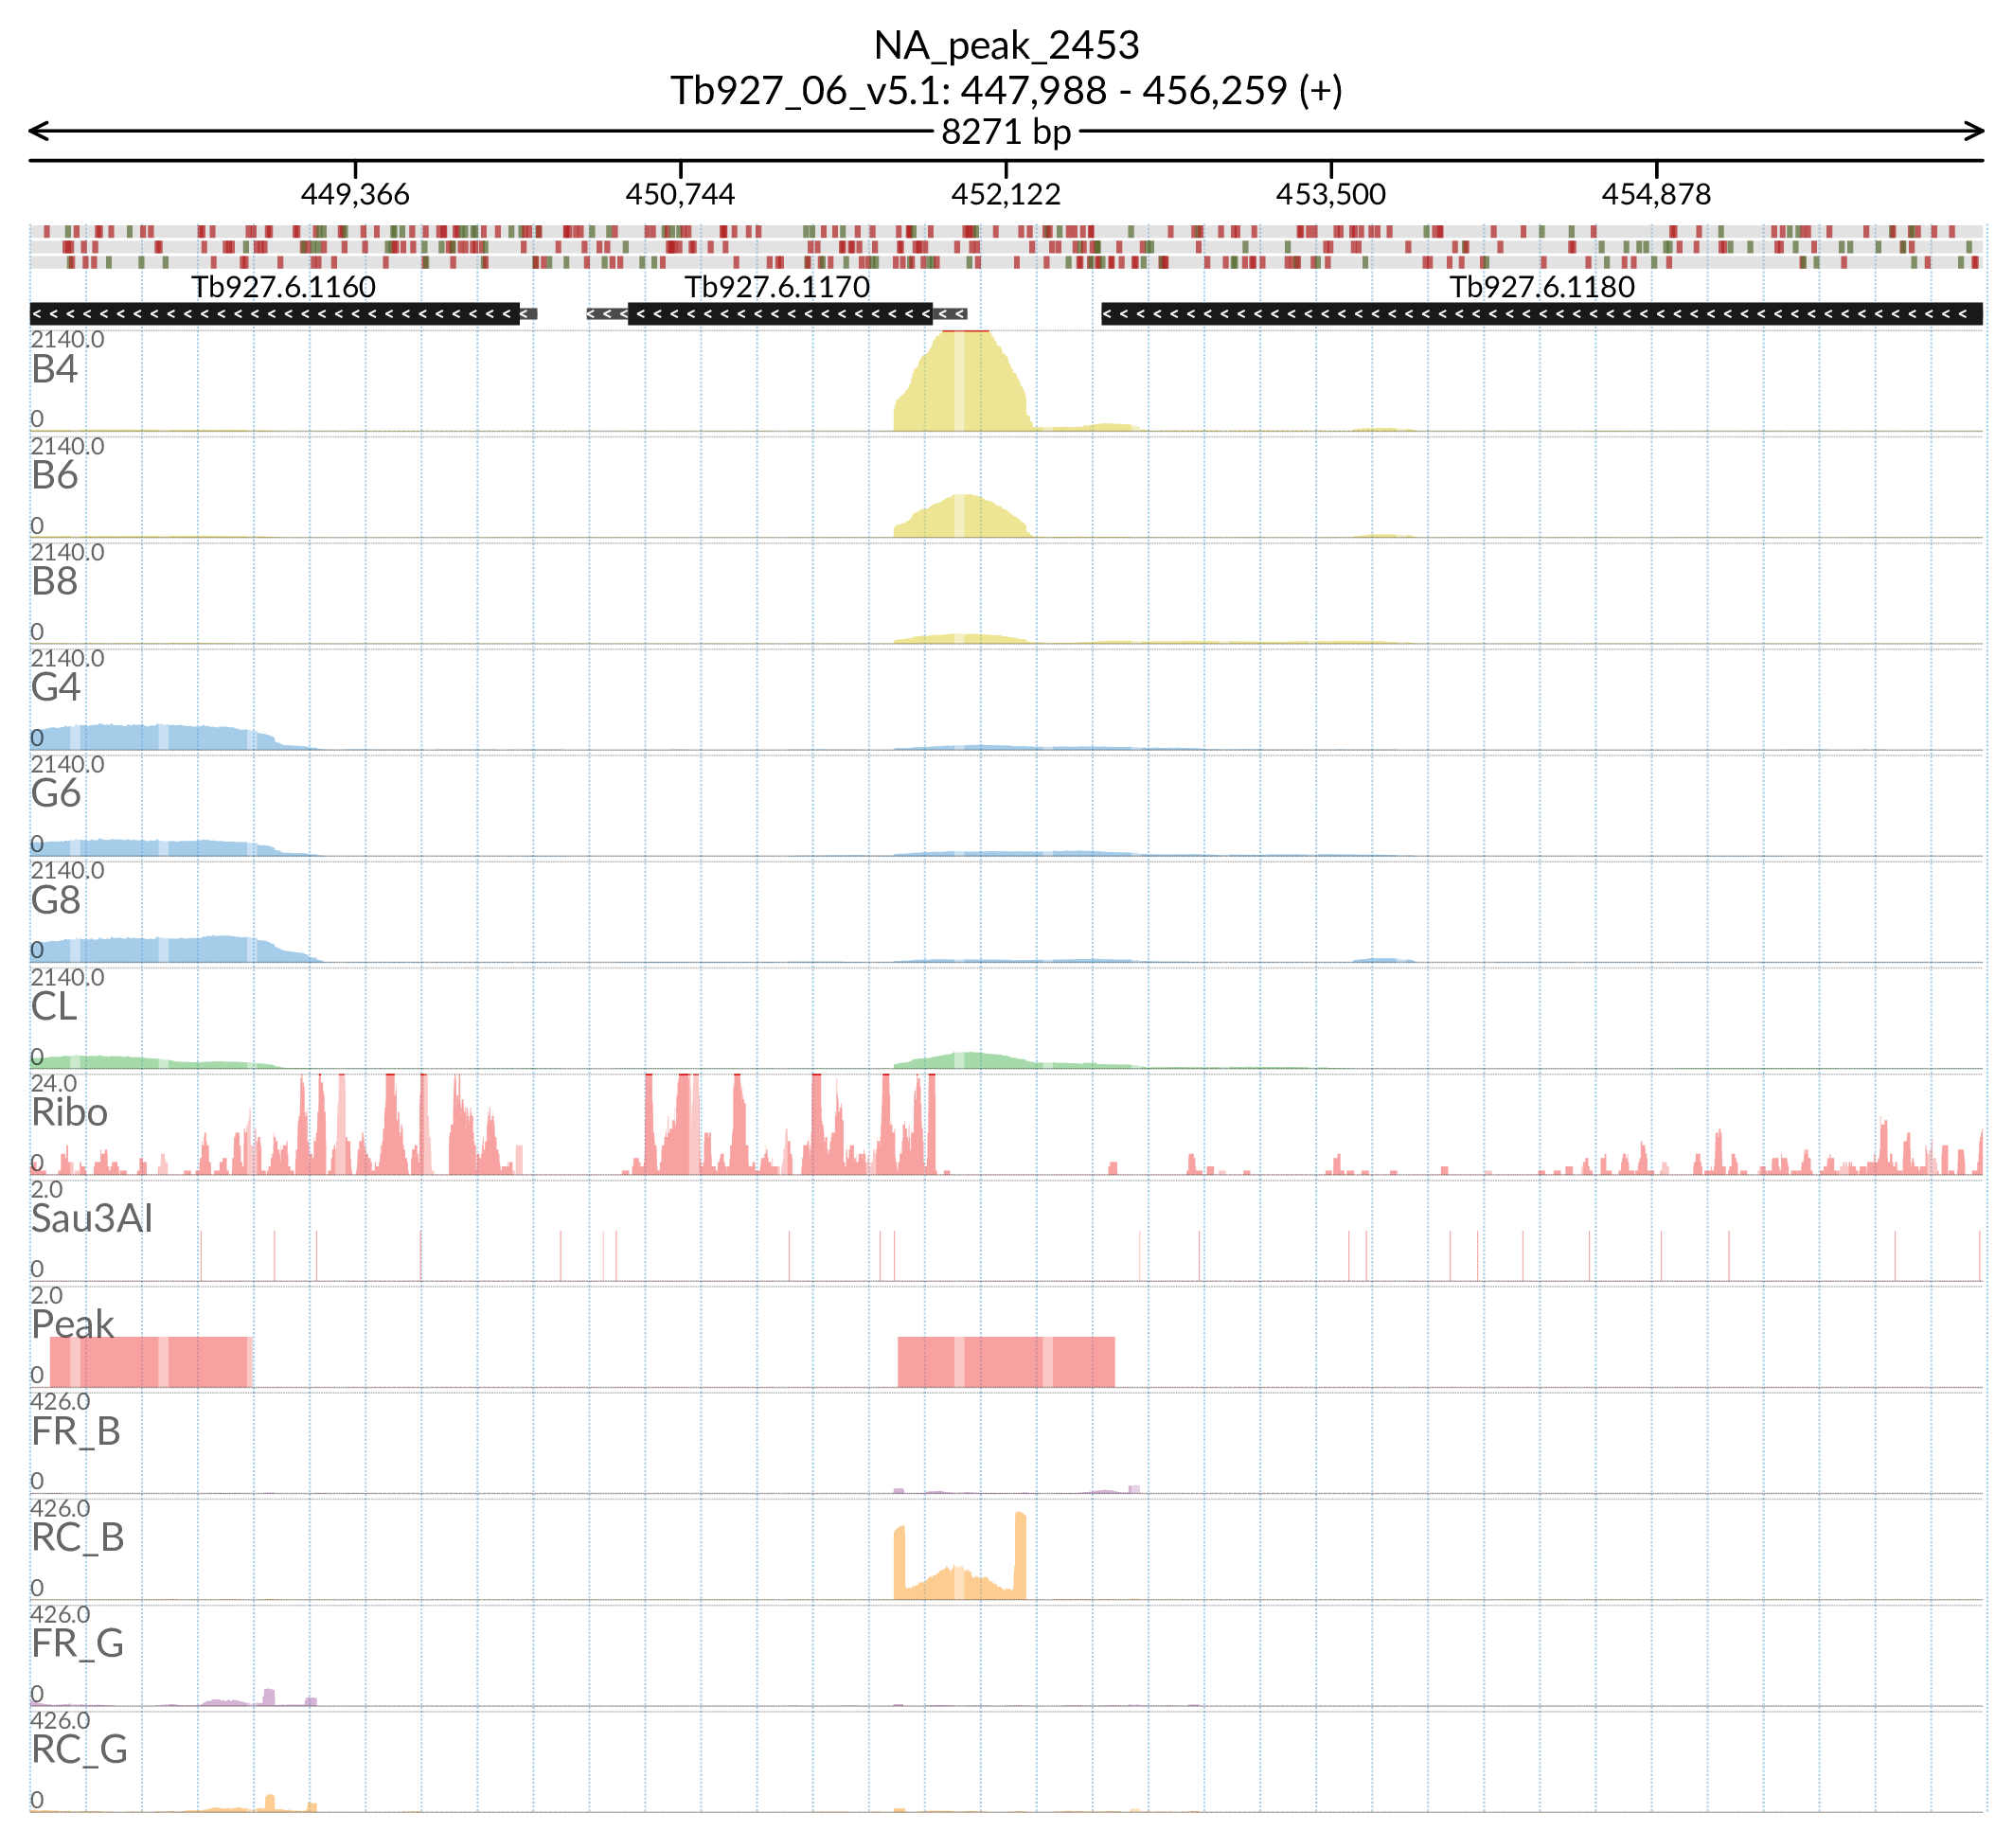 NA_peak_2453
Tb927_06_v5.1: 447,988 - 456,259 (+)
8271 bp
449,366 450,744 452,122 453,500 454,878
Tb927.6.1160 Tb927.6.1170 Tb927.6.1180
2140.0
B4
0
2140.0
B6
0
2140.0
B8
0
2140.0
G4
0
2140.0
G6
0
2140.0
G8
0
2140.0
CL
0
24.0
Ribo
0
2.0
Sau3AI
0
2.0
Peak
0
426.0
FR_B
0
426.0
RC_B
0
426.0
FR_G
0
426.0
RC_G
0